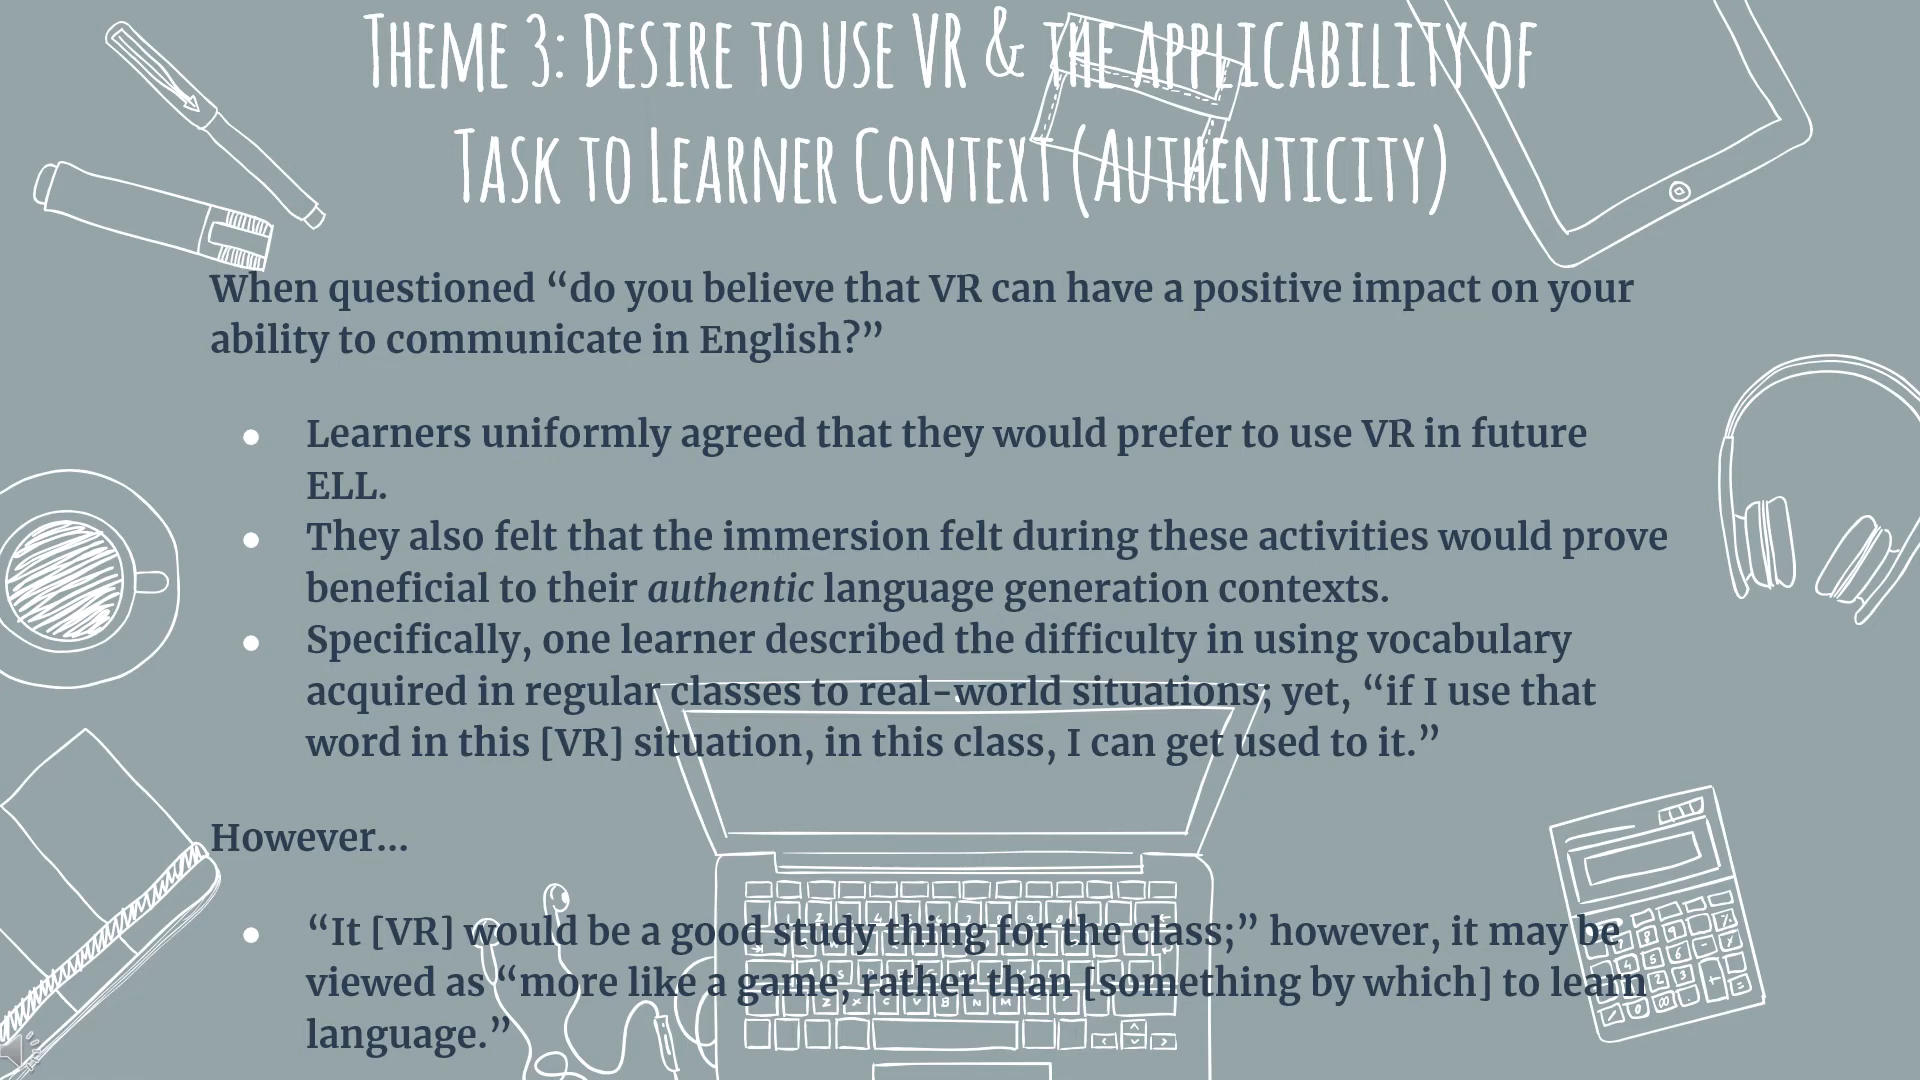 Theme 3: Desire to use VR & the applicability of
Task to Learner Context (Authenticity)
When questioned “do you believe that VR can have a positive impact on your
ability to communicate in English?”
● Learners uniformly agreed that they would prefer to use VR in future
ELL.
● They also felt that the immersion felt during these activities would prove
beneficial to their authentic language generation contexts.
● Specifically, one learner described the difficulty in using vocabulary
acquired in regular classes to real-world situations; yet, “if I use that
word in this [VR] situation, in this class, I can get used to it.”
However...
● “It [VR] would be a good study thing for the class;” however, it may be
viewed as “more like a game, rather than [something by which] to learn
language.”